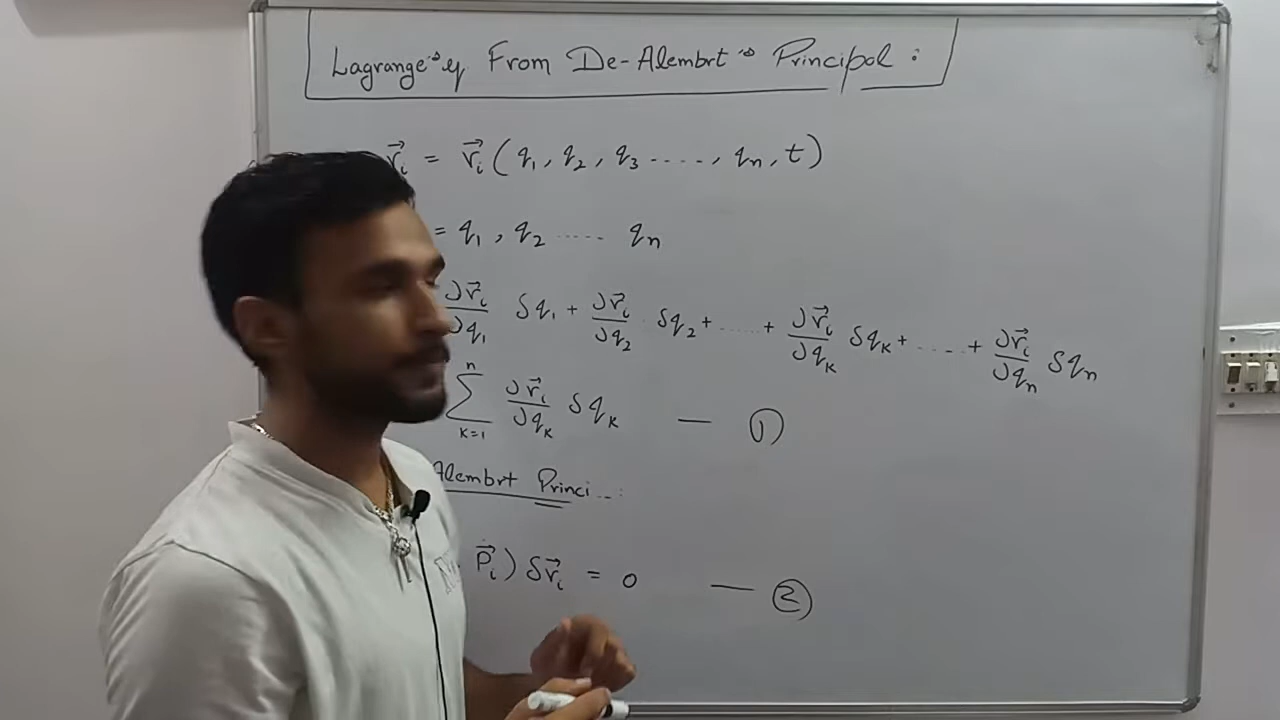 Lagrange's eq From De-Alembrt's Principal :
r⃗ᵢ = r⃗ᵢ ( q₁ , q₂ , q₃ ....., qₙ , t )
= q₁ , q₂ ..... qₙ
∂r⃗ᵢ/∂q₁ δq₁ + ∂r⃗ᵢ/∂q₂ δq₂ + ..... + ∂r⃗ᵢ/∂qₖ δqₖ + ..... + ∂r⃗ᵢ/∂qₙ δqₙ
∑ₖ₌₁ⁿ ∂r⃗ᵢ/∂qₖ δqₖ — ①
Alembrt Princi..:
Ṗ⃗ᵢ ) δr⃗ᵢ = 0 — ②